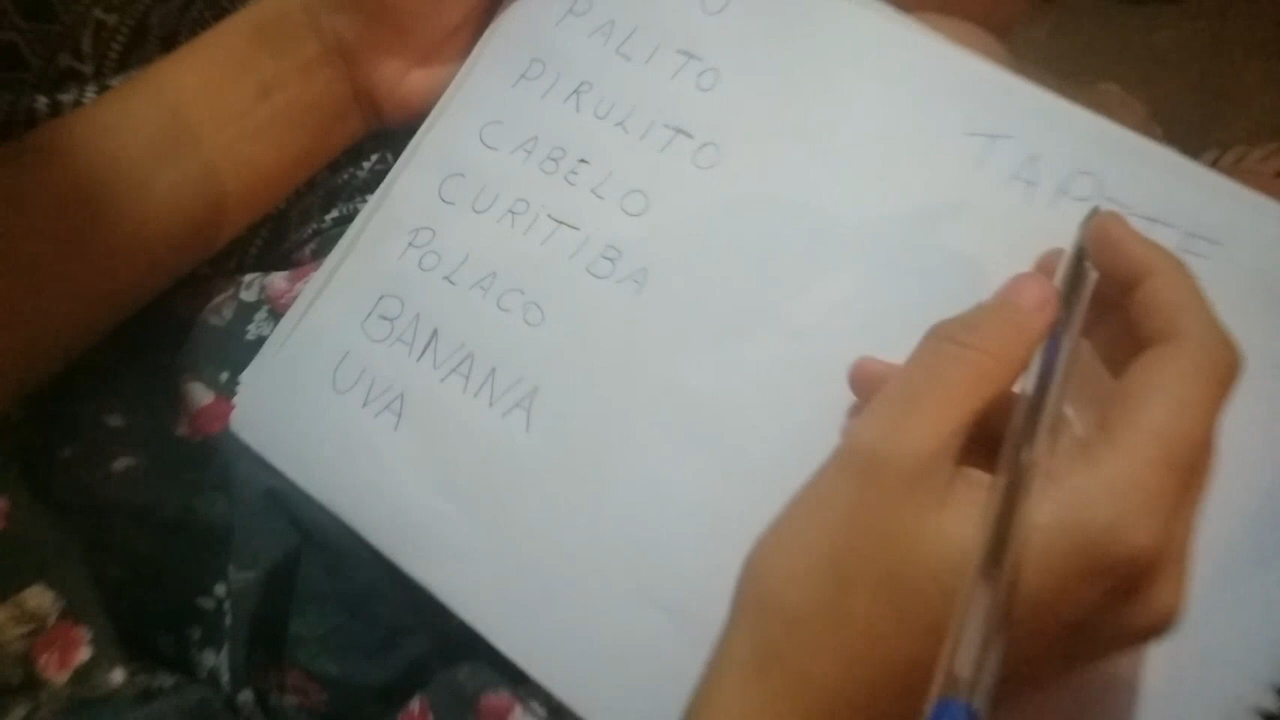 PALITO
PIRULITO
CABELO
CURITIBA
POLACO
BANANA
UVA